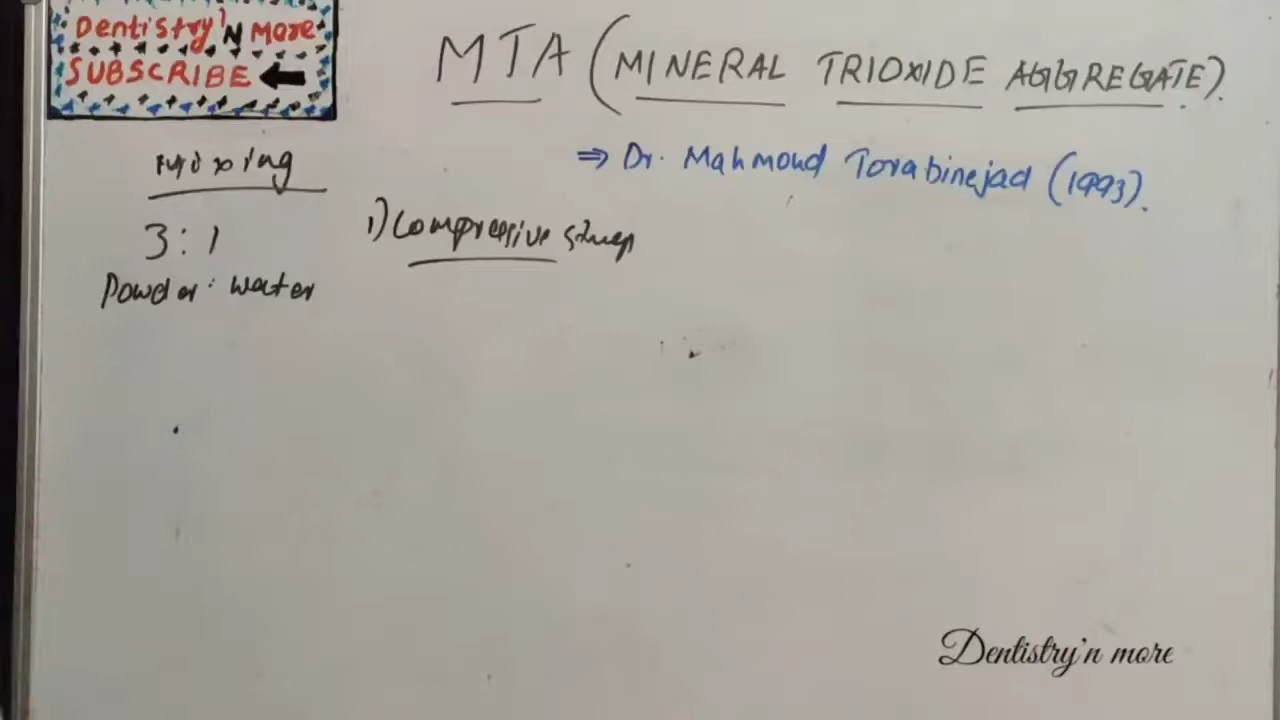 Dentistry'N More
SUBSCRIBE
MTA (MINERAL TRIOXIDE AGGREGATE).
⇒ Dr. Mahmoud Torabinejad (1993).
Mixing
3:1
Powder: water
1) Compressive
Dentistry'n more